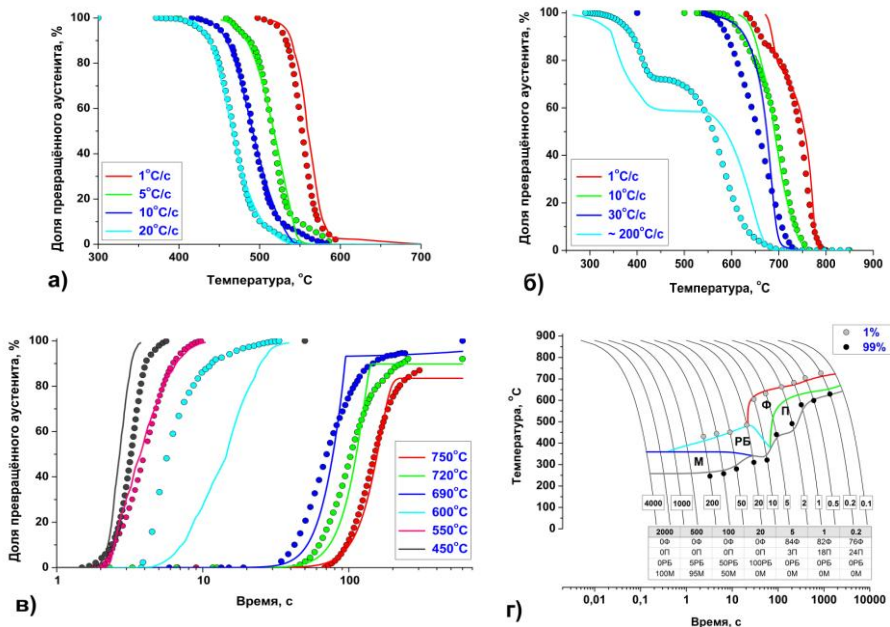 Доля превращённого аустенита, %
100
80
60
40
20
0
1°C/c
5°C/c
10°C/c
20°C/c
300 400 500 600 700
Температура, °C
а)
Доля превращённого аустенита, %
100
80
60
40
20
0
1°C/c
10°C/c
30°C/c
~ 200°C/c
300 400 500 600 700 800 900
Температура, °C
б)
Доля превращённого аустенита, %
100
80
60
40
20
0
750°C
720°C
690°C
600°C
550°C
450°C
1 10 100
Время, с
в)
1%
99%
Температура, °C
900
800
700
600
500
400
300
200
100
0
Ф
П
РБ
М
4000 1000 200 50 20 10 5 2 1 0.5 0.2 0.1
2000 500 100 20 5 1 0.2
0Ф 0Ф 0Ф 0Ф 84Ф 82Ф 76Ф
0П 0П 0П 0П 3П 18П 24П
0РБ 5РБ 50РБ 100РБ 0РБ 0РБ 0РБ
100М 95М 50М 0М 0М 0М 0М
0,01 0,1 1 10 100 1000 10000
Время, с
г)